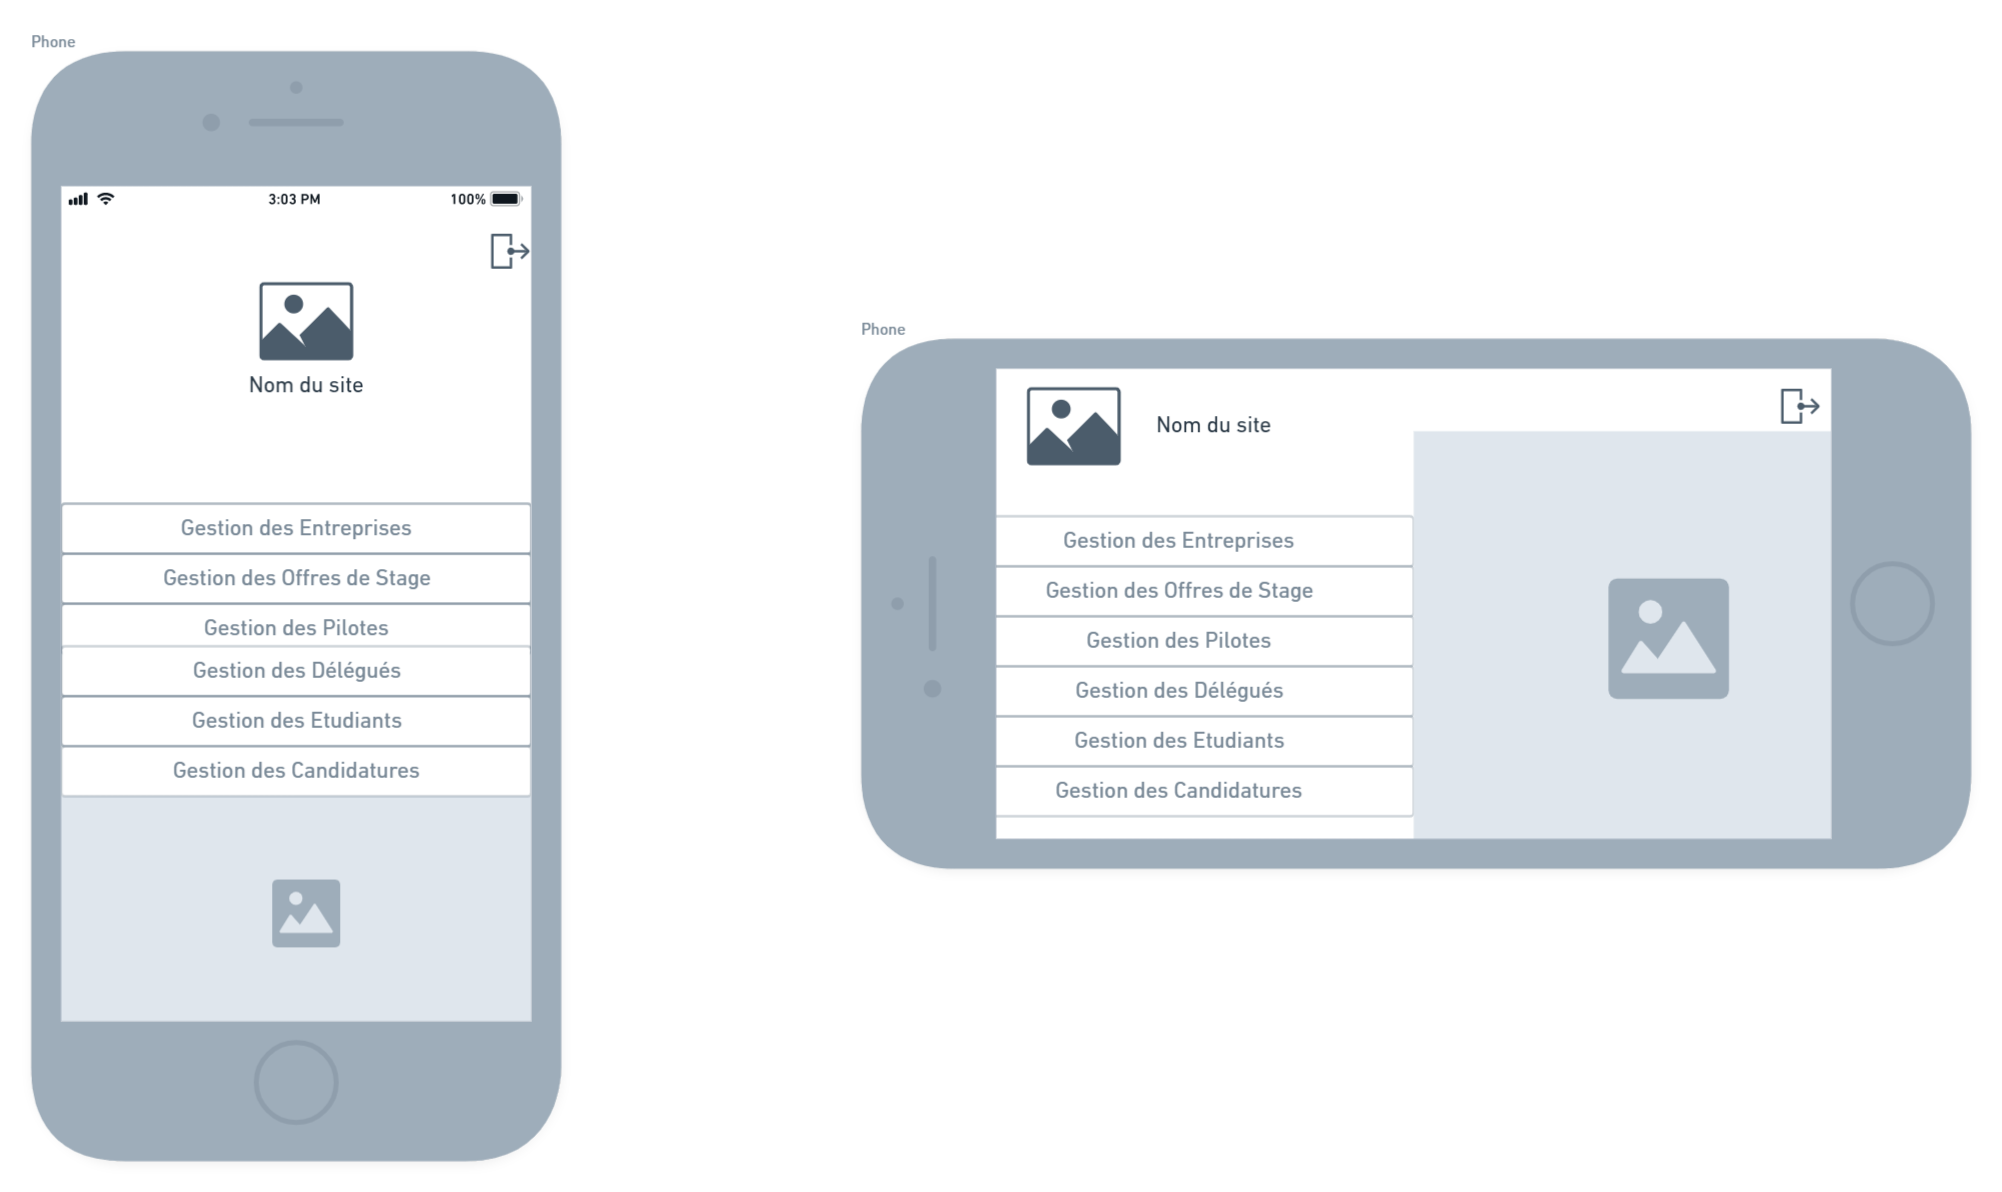 Phone
3:03 PM
100%
Nom du site
Gestion des Entreprises
Gestion des Offres de Stage
Gestion des Pilotes
Gestion des Délégués
Gestion des Etudiants
Gestion des Candidatures
Phone
Nom du site
Gestion des Entreprises
Gestion des Offres de Stage
Gestion des Pilotes
Gestion des Délégués
Gestion des Etudiants
Gestion des Candidatures